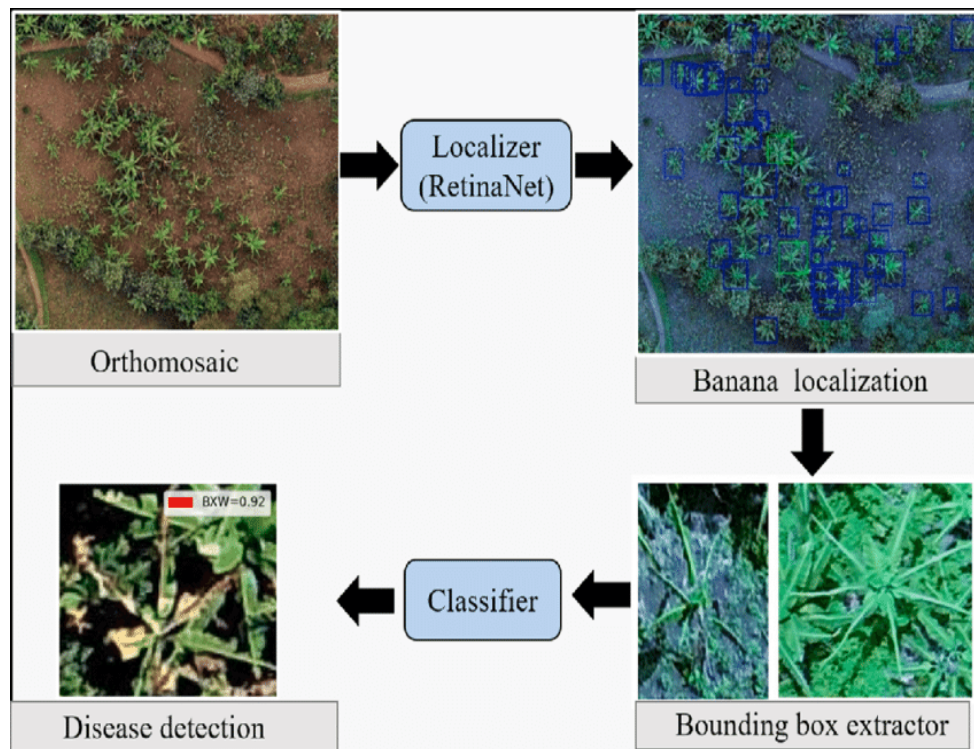 Localizer
(RetinaNet)
Orthomosaic
Banana localization
BXW=0.92
Classifier
Disease detection
Bounding box extractor